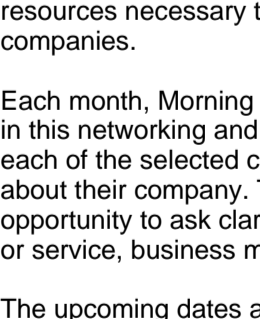 resources necessary t
companies.
Each month, Morning
in this networking and
each of the selected c
about their company. T
opportunity to ask clar
or service, business m
The upcoming dates a